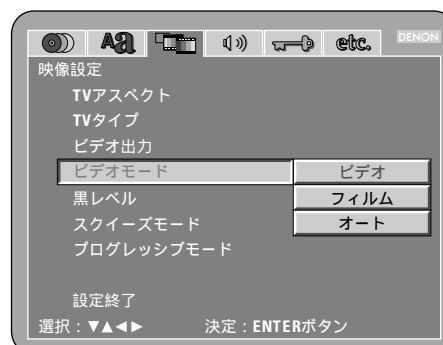 Aa etc. DENON
映像設定
TVアスペクト
TVタイプ
ビデオ出力
ビデオモード ビデオ
黒レベル フィルム
スクイーズモード オート
プログレッシブモード
設定終了
選択：▼▲◀▶ 決定：ENTERボタン